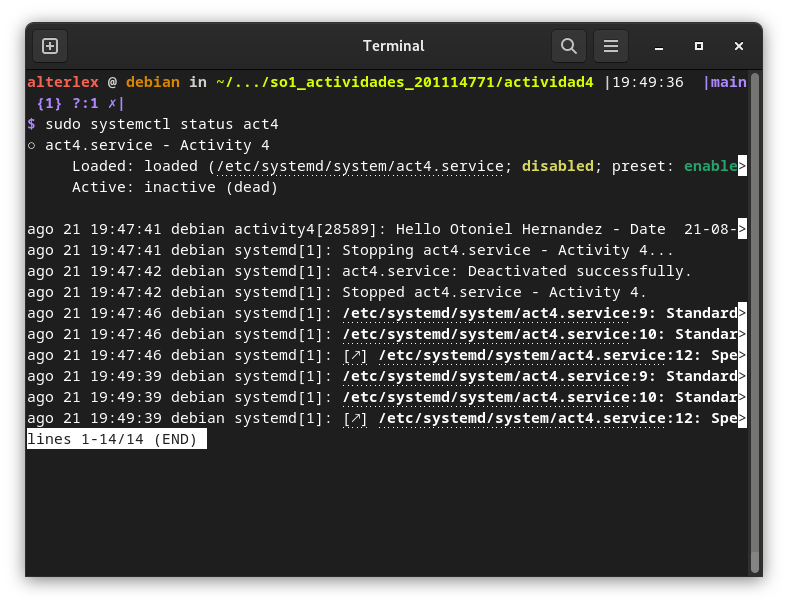 Terminal
alterlex @ debian in ~/.../so1_actividades_201114771/actividad4 |19:49:36  |main
 {1} ?:1 ✗|
$ sudo systemctl status act4
○ act4.service - Activity 4
     Loaded: loaded (/etc/systemd/system/act4.service; disabled; preset: enable>
     Active: inactive (dead)

ago 21 19:47:41 debian activity4[28589]: Hello Otoniel Hernandez - Date  21-08->
ago 21 19:47:41 debian systemd[1]: Stopping act4.service - Activity 4...
ago 21 19:47:42 debian systemd[1]: act4.service: Deactivated successfully.
ago 21 19:47:42 debian systemd[1]: Stopped act4.service - Activity 4.
ago 21 19:47:46 debian systemd[1]: /etc/systemd/system/act4.service:9: Standard>
ago 21 19:47:46 debian systemd[1]: /etc/systemd/system/act4.service:10: Standar>
ago 21 19:47:46 debian systemd[1]: [↗] /etc/systemd/system/act4.service:12: Spe>
ago 21 19:49:39 debian systemd[1]: /etc/systemd/system/act4.service:9: Standard>
ago 21 19:49:39 debian systemd[1]: /etc/systemd/system/act4.service:10: Standar>
ago 21 19:49:39 debian systemd[1]: [↗] /etc/systemd/system/act4.service:12: Spe>
lines 1-14/14 (END)